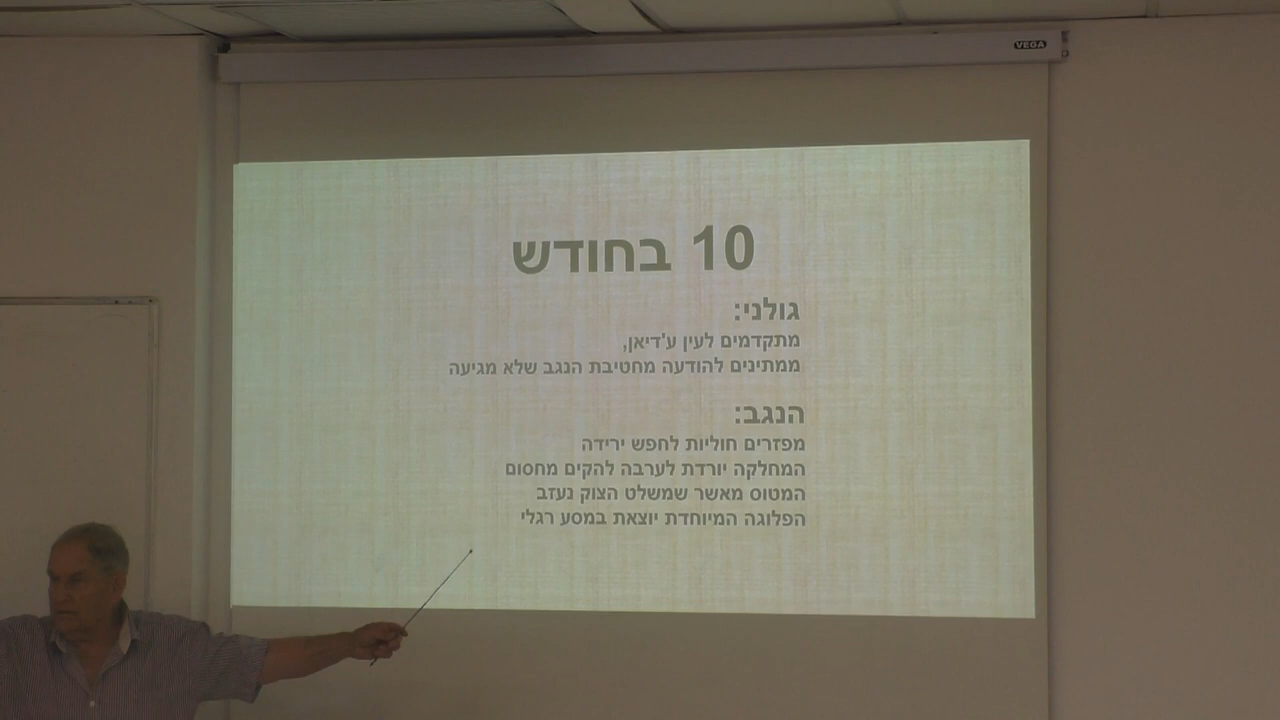 VEGA
10 בחודש
גולני:
מתקדמים לעין ע'דיאן,
ממתינים להודעה מחטיבת הנגב שלא מגיעה
הנגב:
מפזרים חוליות לחפש ירידה
המחלקה יורדת לערבה להקים מחסום
המטוס מאשר שמשלט הצוק נעזב
הפלוגה המיוחדת יוצאת במסע רגלי